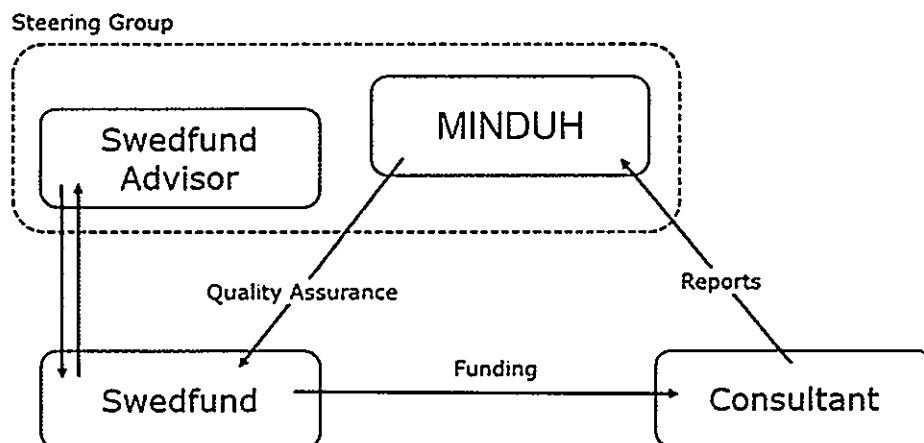 Steering Group
MINDUH
Swedfund
Advisor
Quality Assurance
Reports
Funding
Swedfund
Consultant